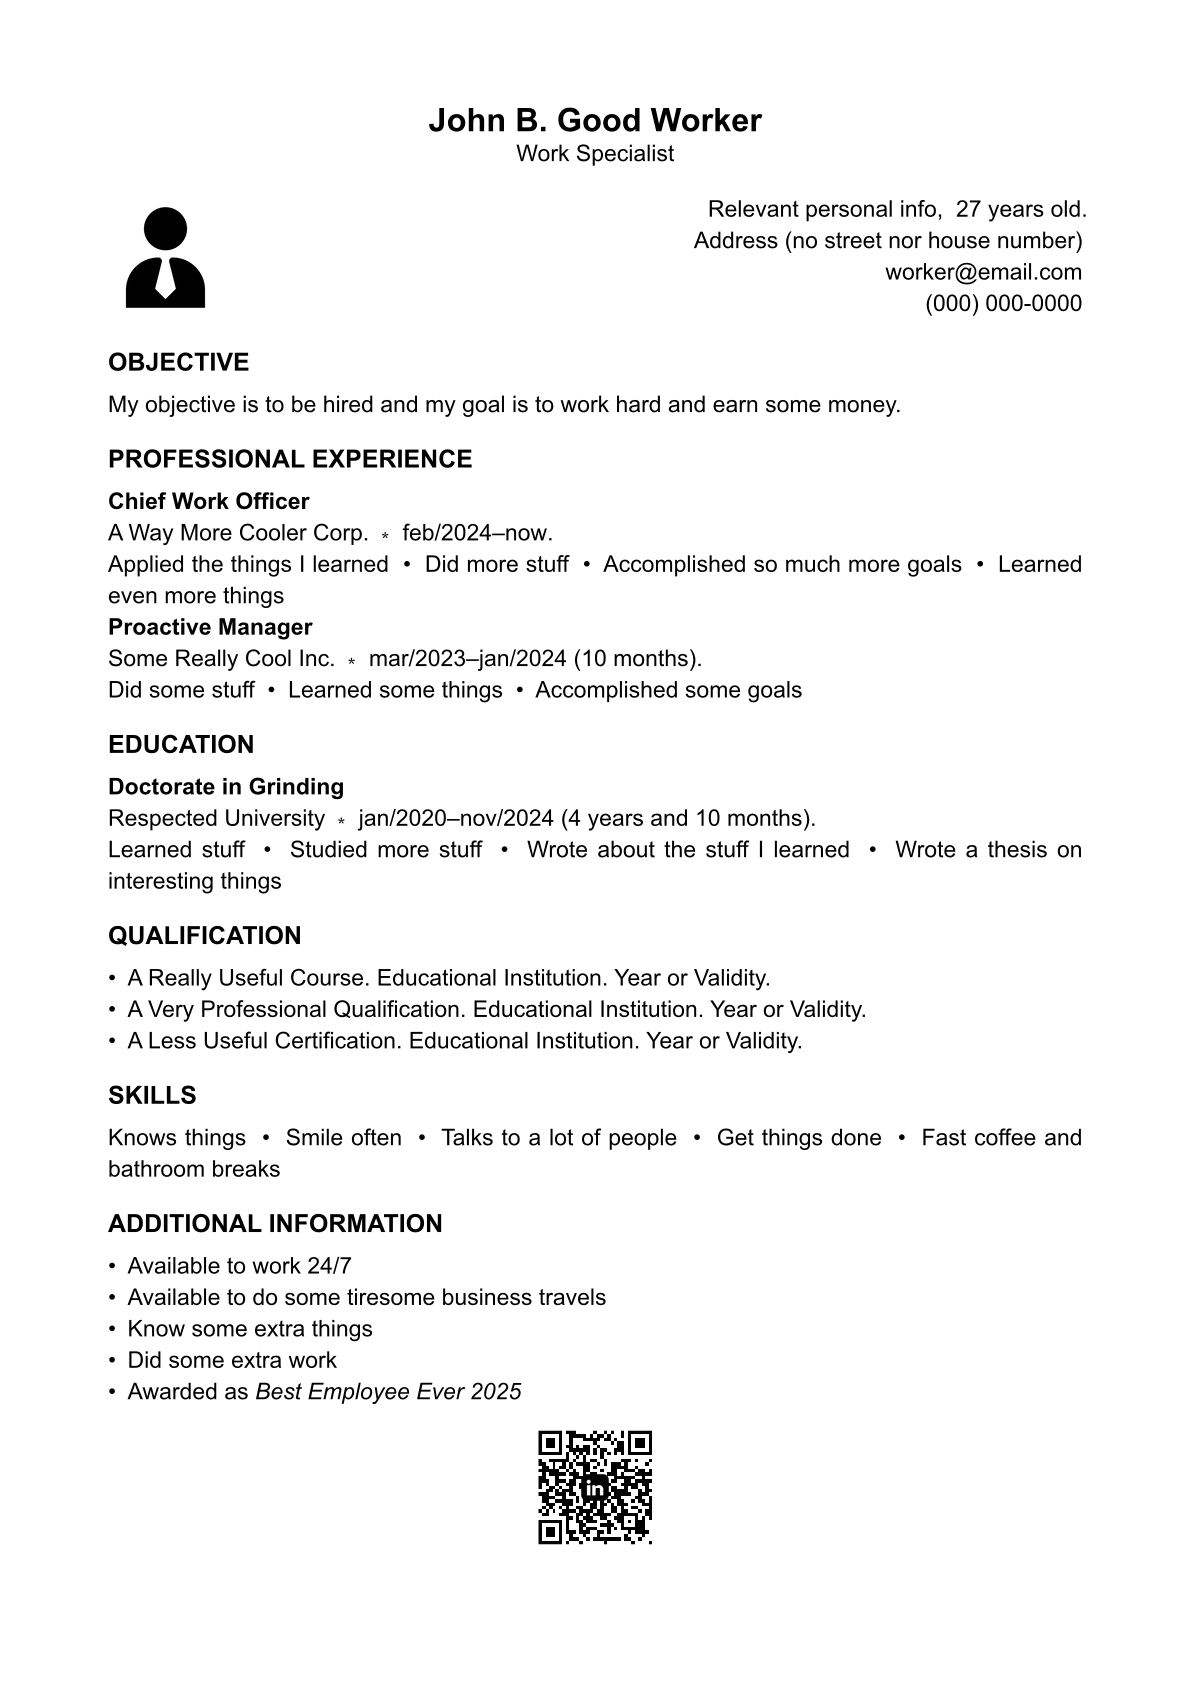 John B. Good Worker
Work Specialist
Relevant personal info,  27 years old.
Address (no street nor house number)
worker@email.com
(000) 000-0000
OBJECTIVE
My objective is to be hired and my goal is to work hard and earn some money.
PROFESSIONAL EXPERIENCE
Chief Work Officer
A Way More Cooler Corp. * feb/2024–now.
Applied the things I learned • Did more stuff • Accomplished so much more goals • Learned
even more things
Proactive Manager
Some Really Cool Inc. * mar/2023–jan/2024 (10 months).
Did some stuff • Learned some things • Accomplished some goals
EDUCATION
Doctorate in Grinding
Respected University * jan/2020–nov/2024 (4 years and 10 months).
Learned stuff • Studied more stuff • Wrote about the stuff I learned • Wrote a thesis on
interesting things
QUALIFICATION
• A Really Useful Course. Educational Institution. Year or Validity.
• A Very Professional Qualification. Educational Institution. Year or Validity.
• A Less Useful Certification. Educational Institution. Year or Validity.
SKILLS
Knows things • Smile often • Talks to a lot of people • Get things done • Fast coffee and
bathroom breaks
ADDITIONAL INFORMATION
• Available to work 24/7
• Available to do some tiresome business travels
• Know some extra things
• Did some extra work
• Awarded as Best Employee Ever 2025
in